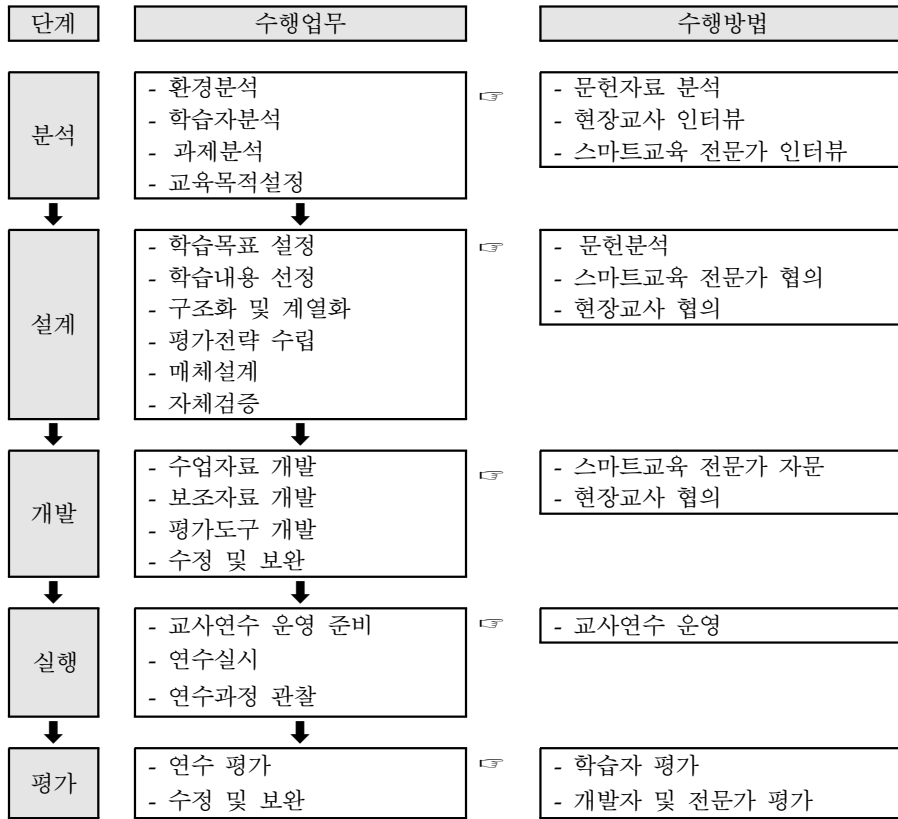 단계 수행업무 수행방법
분석
- 환경분석
- 학습자분석
- 과제분석
- 교육목적설정
☞
- 문헌자료 분석
- 현장교사 인터뷰
- 스마트교육 전문가 인터뷰
설계
- 학습목표 설정
- 학습내용 선정
- 구조화 및 계열화
- 평가전략 수립
- 매체설계
- 자체검증
☞
- 문헌분석
- 스마트교육 전문가 협의
- 현장교사 협의
개발
- 수업자료 개발
- 보조자료 개발
- 평가도구 개발
- 수정 및 보완
☞
- 스마트교육 전문가 자문
- 현장교사 협의
실행
- 교사연수 운영 준비
- 연수실시
- 연수과정 관찰
☞
- 교사연수 운영
평가
- 연수 평가
- 수정 및 보완
☞
- 학습자 평가
- 개발자 및 전문가 평가